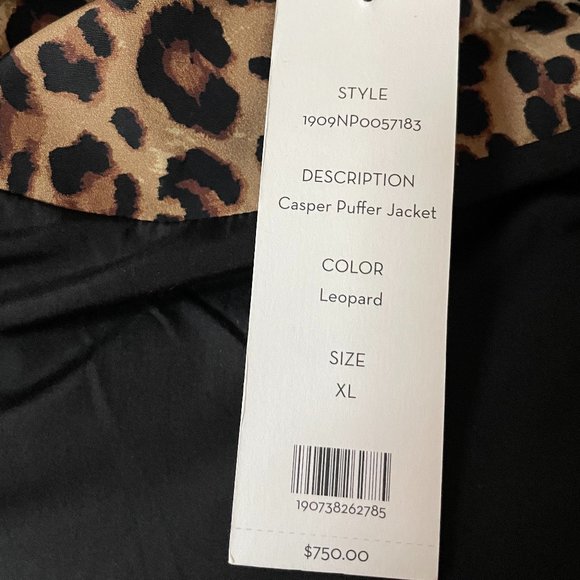 STYLE
1909NP0057183
DESCRIPTION
Casper Puffer Jacket
COLOR
Leopard
SIZE
XL
190738262785
$750.00